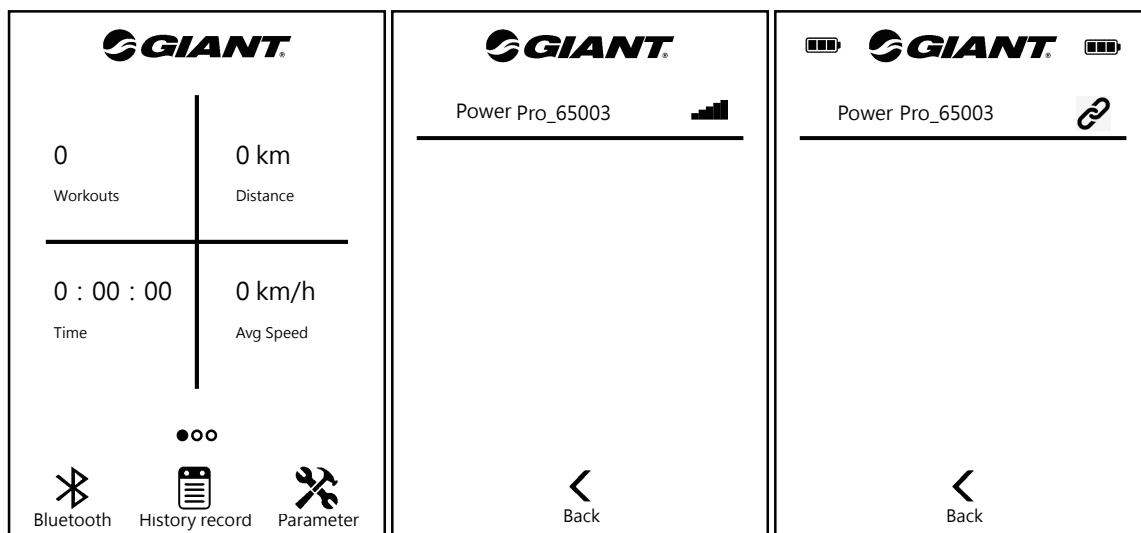 GIANT®
0
Workouts
0 km
Distance
0 : 00 : 00
Time
0 km/h
Avg Speed
Bluetooth
History record
Parameter
GIANT®
Power Pro_65003
Back
GIANT®
Power Pro_65003
Back